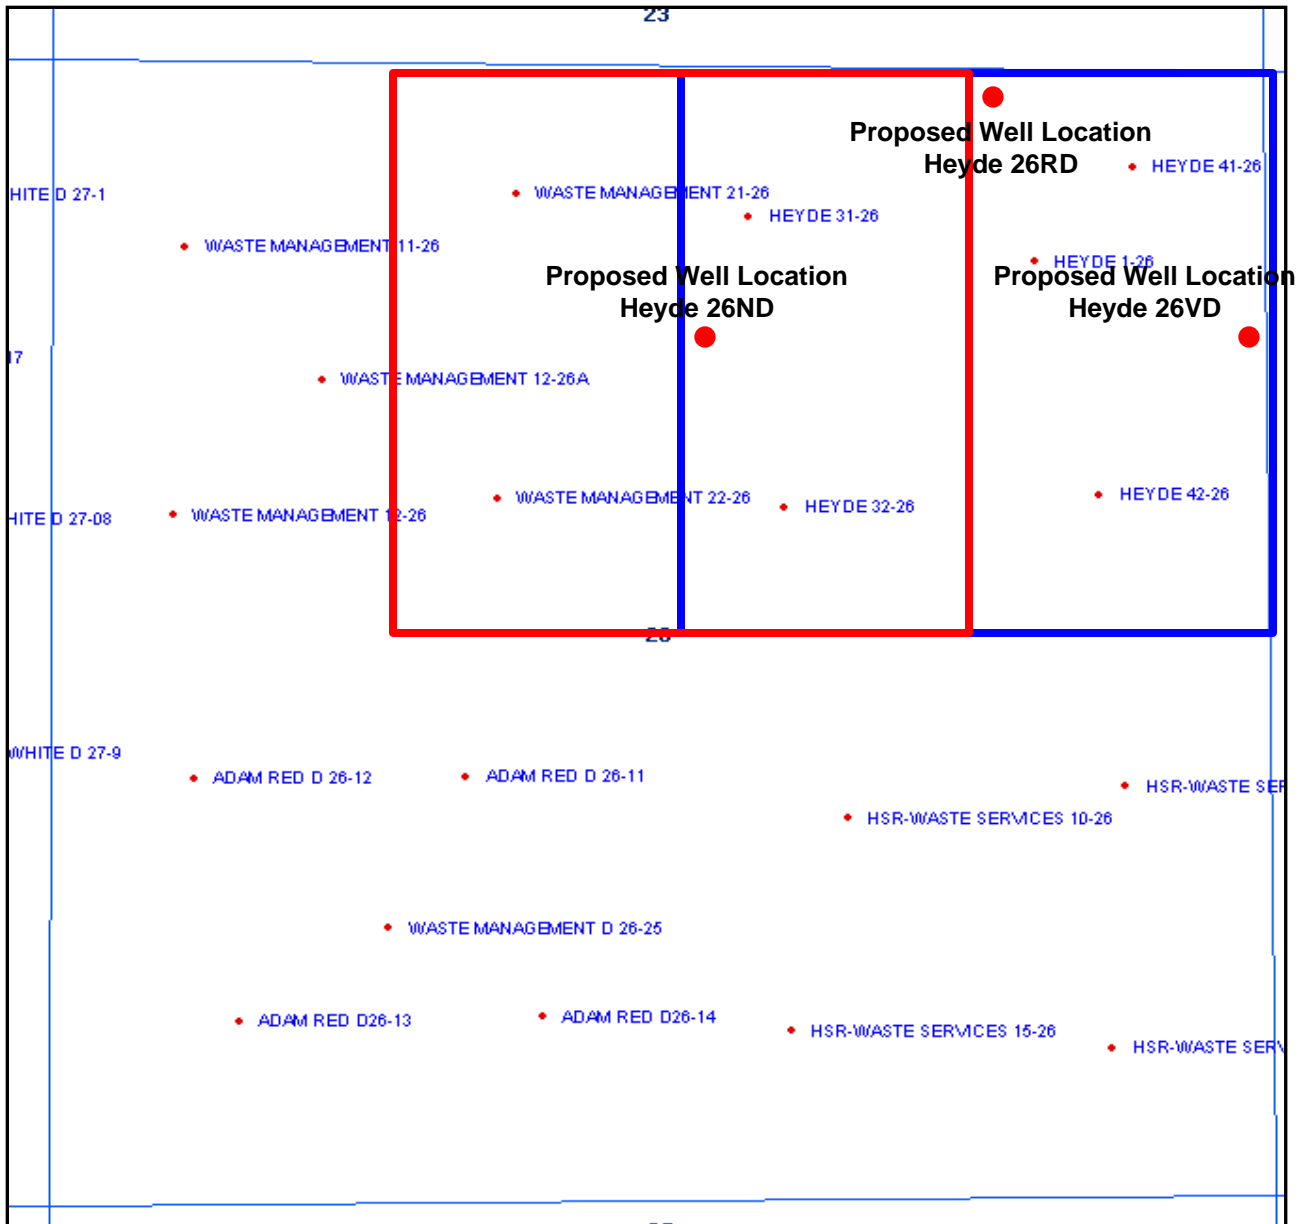 23
Proposed Well Location
Heyde 26RD
HEYDE 41-26
HITE D 27-1
WASTE MANAGEMENT 21-26
HEYDE 31-26
WASTE MANAGEMENT 11-26
HEYDE 1-26
Proposed Well Location
Heyde 26ND
Proposed Well Location
Heyde 26VD
17
WASTE MANAGEMENT 12-26A
WASTE MANAGEMENT 22-26
HEYDE 42-26
HEYDE 32-26
HITE D 27-08
WASTE MANAGEMENT 12-26
26
WHITE D 27-9
ADAM RED D 26-12
ADAM RED D 26-11
HSR-WASTE SER
HSR-WASTE SERVICES 10-26
WASTE MANAGEMENT D 26-25
ADAM RED D26-13
ADAM RED D26-14
HSR-WASTE SERVICES 15-26
HSR-WASTE SERV